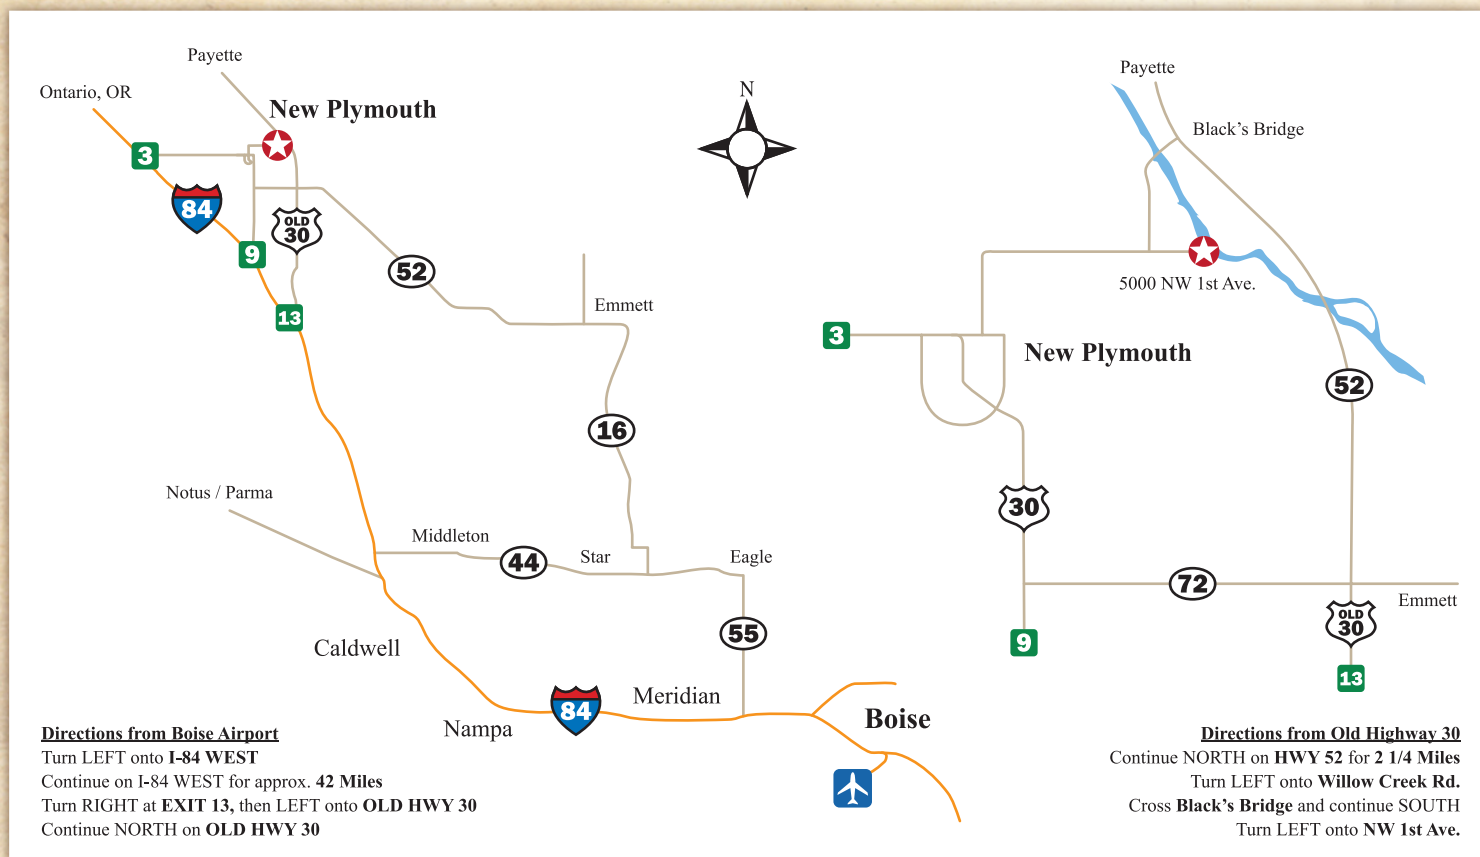 Payette
Ontario, OR
New Plymouth
3
84
OLD
30
9
52
13
Emmett
16
Notus / Parma
Middleton
44
Star
Eagle
55
Caldwell
Meridian
84
Nampa
Boise
N
Payette
Black's Bridge
5000 NW 1st Ave.
3
New Plymouth
52
30
72
Emmett
OLD
30
9
13
Directions from Boise Airport
Turn LEFT onto I-84 WEST
Continue on I-84 WEST for approx. 42 Miles
Turn RIGHT at EXIT 13, then LEFT onto OLD HWY 30
Continue NORTH on OLD HWY 30
Directions from Old Highway 30
Continue NORTH on HWY 52 for 2 1/4 Miles
Turn LEFT onto Willow Creek Rd.
Cross Black's Bridge and continue SOUTH
Turn LEFT onto NW 1st Ave.